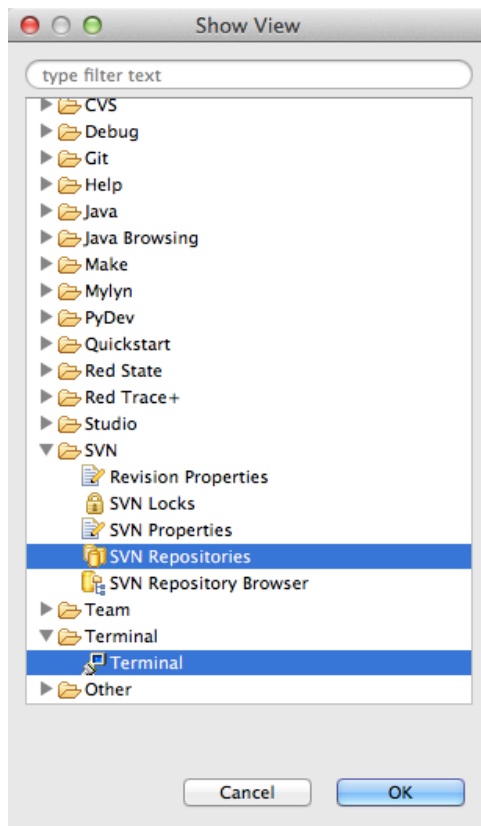 Show View
type filter text
CVS
Debug
Git
Help
Java
Java Browsing
Make
Mylyn
PyDev
Quickstart
Red State
Red Trace+
Studio
SVN
Revision Properties
SVN Locks
SVN Properties
SVN Repositories
SVN Repository Browser
Team
Terminal
Terminal
Other
Cancel OK